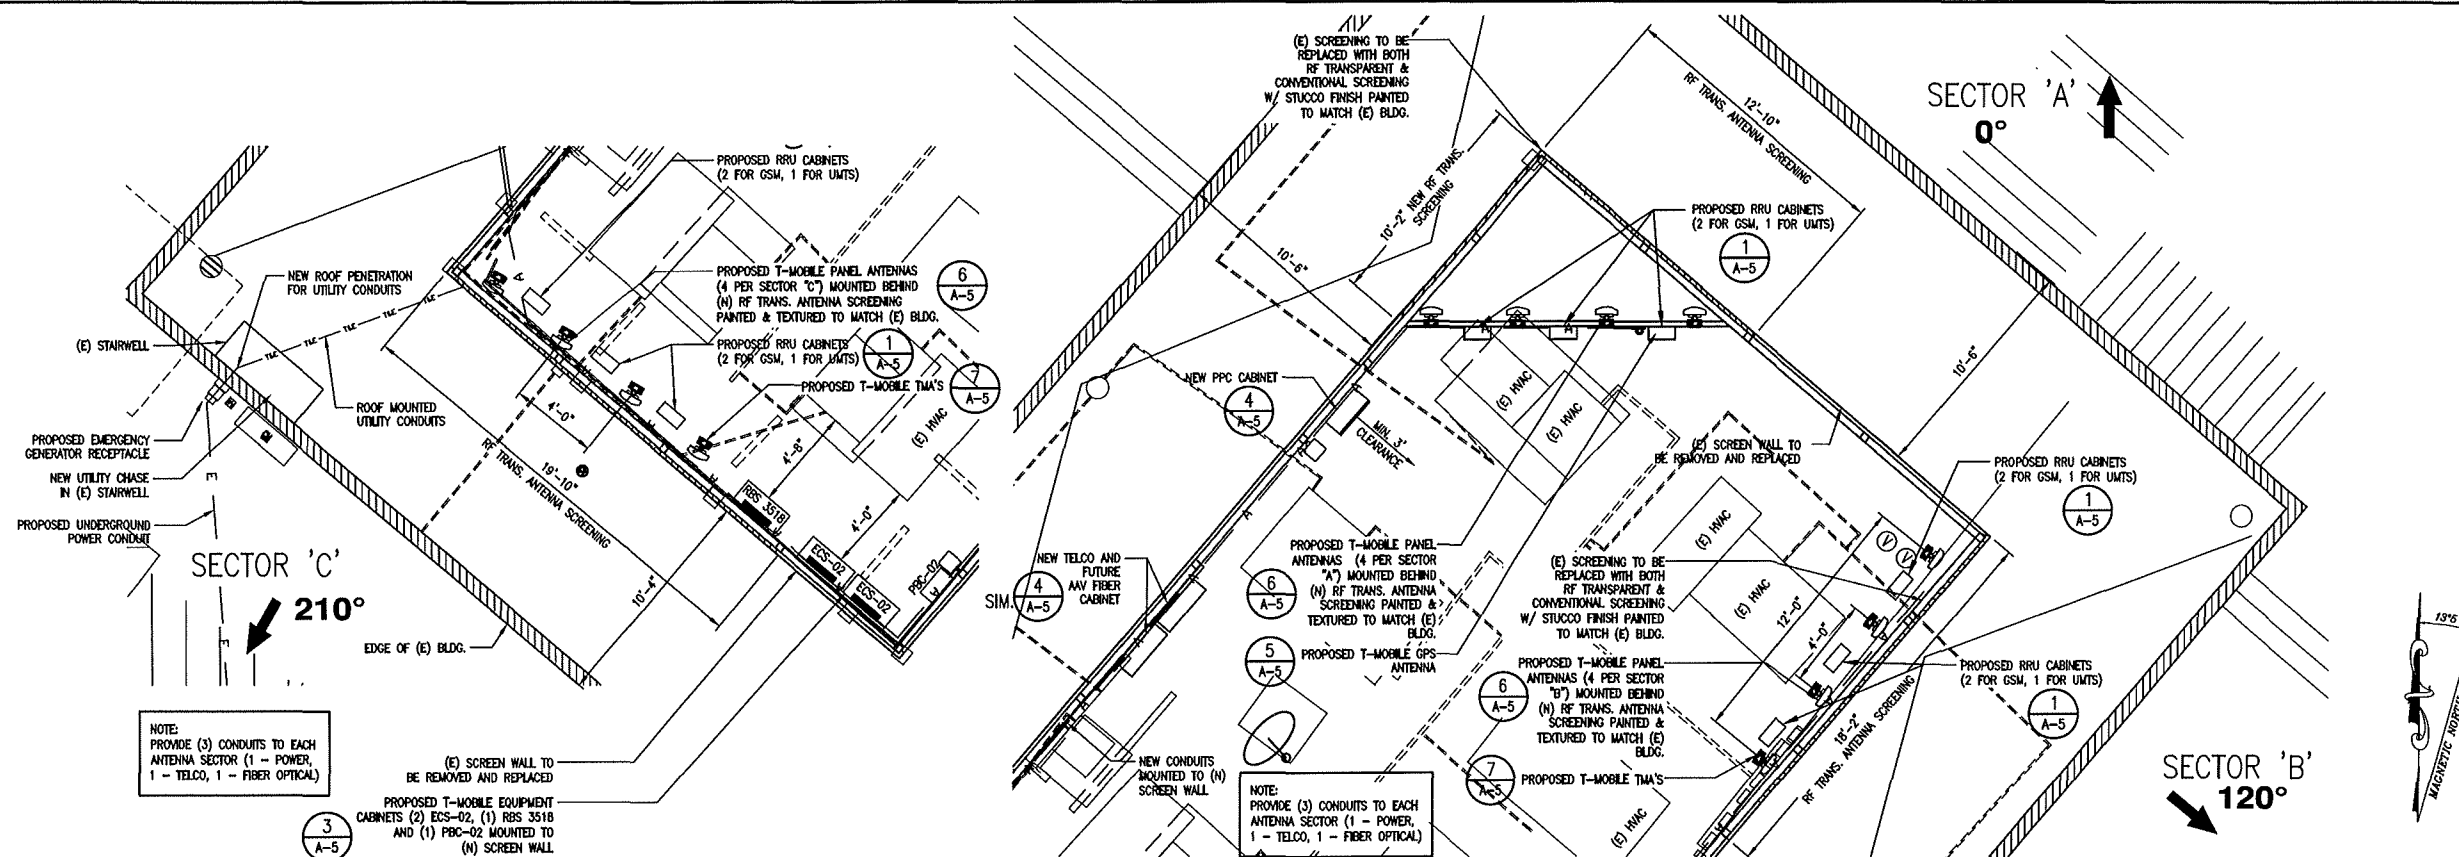 PROPOSED RRU CABINETS
(2 FOR GSM, 1 FOR UMTS)
NEW ROOF PENETRATION
FOR UTILITY CONDUITS
PROPOSED T-MOBILE PANEL ANTENNAS
(4 PER SECTOR "C") MOUNTED BEHIND
(N) RF TRANS. ANTENNA SCREENING
PAINTED & TEXTURED TO MATCH (E) BLDG.
6
A-5
(E) STAIRWELL
PROPOSED RRU CABINETS
(2 FOR GSM, 1 FOR UMTS)
1
A-5
PROPOSED T-MOBILE TMA'S
7
A-5
ROOF MOUNTED
UTILITY CONDUITS
4'-0"
(E) HVAC
PROPOSED EMERGENCY
GENERATOR RECEPTACLE
NEW UTILITY CHASE
IN (E) STAIRWELL
PROPOSED UNDERGROUND
POWER CONDUIT
E
E
19'-10"
RF TRANS. ANTENNA SCREENING
4'-8"
4'-0"
RBS 3518
ECS-02
ECS-02
PBC-02
A
10'-4"
SECTOR 'C'
210°
EDGE OF (E) BLDG.
NOTE:
PROVIDE (3) CONDUITS TO EACH
ANTENNA SECTOR (1 - POWER,
1 - TELCO, 1 - FIBER OPTICAL)
(E) SCREEN WALL TO
BE REMOVED AND REPLACED
PROPOSED T-MOBILE EQUIPMENT
CABINETS (2) ECS-02, (1) RBS 3518
AND (1) PBC-02 MOUNTED TO
(N) SCREEN WALL
3
A-5
(E) SCREENING TO BE
REPLACED WITH BOTH
RF TRANSPARENT &
CONVENTIONAL SCREENING
W/ STUCCO FINISH PAINTED
TO MATCH (E) BLDG.
12'-10"
RF TRANS. ANTENNA SCREENING
SECTOR 'A'
0°
10'-2" NEW RF TRANS.
SCREENING
10'-6"
PROPOSED RRU CABINETS
(2 FOR GSM, 1 FOR UMTS)
1
A-5
10'-6"
NEW PPC CABINET
4
A-5
MIN. 3'
CLEARANCE
(E) HVAC
(E) HVAC
(E) SCREEN WALL TO
BE REMOVED AND REPLACED
PROPOSED RRU CABINETS
(2 FOR GSM, 1 FOR UMTS)
1
A-5
NEW TELCO AND
FUTURE
AAV FIBER
CABINET
SIM.
4
A-5
PROPOSED T-MOBILE PANEL
ANTENNAS (4 PER SECTOR
"A") MOUNTED BEHIND
(N) RF TRANS. ANTENNA
SCREENING PAINTED &
TEXTURED TO MATCH (E)
BLDG.
6
A-5
5
A-5
PROPOSED T-MOBILE GPS
ANTENNA
(E) SCREENING TO BE
REPLACED WITH BOTH
RF TRANSPARENT &
CONVENTIONAL SCREENING
W/ STUCCO FINISH PAINTED
TO MATCH (E) BLDG.
(E) HVAC
(E) HVAC
V
V
12'-0"
4'-0"
PROPOSED T-MOBILE PANEL
ANTENNAS (4 PER SECTOR
"B") MOUNTED BEHIND
(N) RF TRANS. ANTENNA
SCREENING PAINTED &
TEXTURED TO MATCH (E)
BLDG.
6
A-5
PROPOSED RRU CABINETS
(2 FOR GSM, 1 FOR UMTS)
1
A-5
7
A-5
PROPOSED T-MOBILE TMA'S
18'-2"
RF TRANS. ANTENNA SCREENING
(E) HVAC
NEW CONDUITS
MOUNTED TO (N)
SCREEN WALL
NOTE:
PROVIDE (3) CONDUITS TO EACH
ANTENNA SECTOR (1 - POWER,
1 - TELCO, 1 - FIBER OPTICAL)
SECTOR 'B'
120°
MAGNETIC NORTH